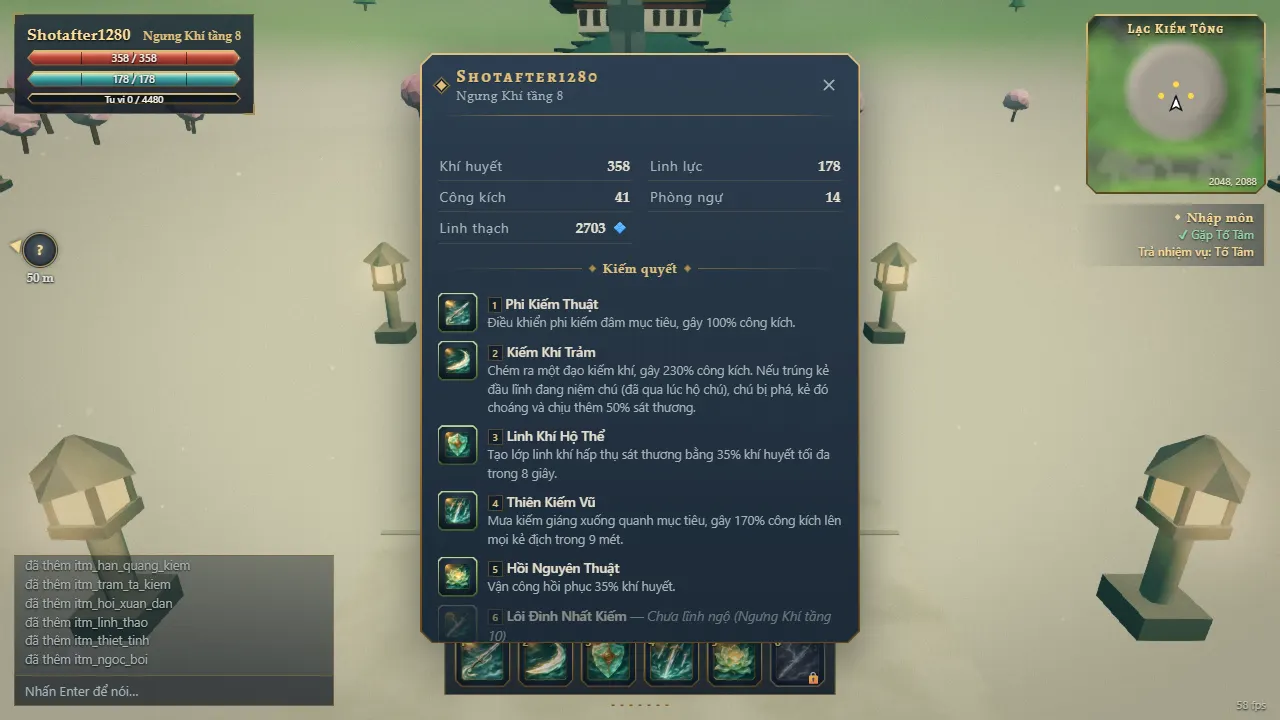 Shotafter1280 Ngưng Khí tầng 8
358 / 358
178 / 178
Tu vi 0 / 4480
?
50 m
Shotafter1280
Ngưng Khí tầng 8
×
Khí huyết 358 Linh lực 178
Công kích 41 Phòng ngự 14
Linh thạch 2703
Kiếm quyết
1 Phi Kiếm Thuật
Điều khiển phi kiếm đâm mục tiêu, gây 100% công kích.
2 Kiếm Khí Trảm
Chém ra một đạo kiếm khí, gây 230% công kích. Nếu trúng kẻ
đầu lĩnh đang niệm chú (đã qua lúc hộ chú), chú bị phá, kẻ đó
choáng và chịu thêm 50% sát thương.
3 Linh Khí Hộ Thể
Tạo lớp linh khí hấp thụ sát thương bằng 35% khí huyết tối đa
trong 8 giây.
4 Thiên Kiếm Vũ
Mưa kiếm giáng xuống quanh mục tiêu, gây 170% công kích lên
mọi kẻ địch trong 9 mét.
5 Hồi Nguyên Thuật
Vận công hồi phục 35% khí huyết.
6 Lôi Đình Nhất Kiếm — Chưa lĩnh ngộ (Ngưng Khí tầng
10)
Lạc Kiếm Tông
2048, 2088
Nhập môn
✓ Gặp Tố Tâm
Trả nhiệm vụ: Tố Tâm
đã thêm itm_han_quang_kiem
đã thêm itm_tram_ta_kiem
đã thêm itm_hoi_xuan_dan
đã thêm itm_linh_thao
đã thêm itm_thiet_tinh
đã thêm itm_ngoc_boi
Nhấn Enter để nói...
58 fps